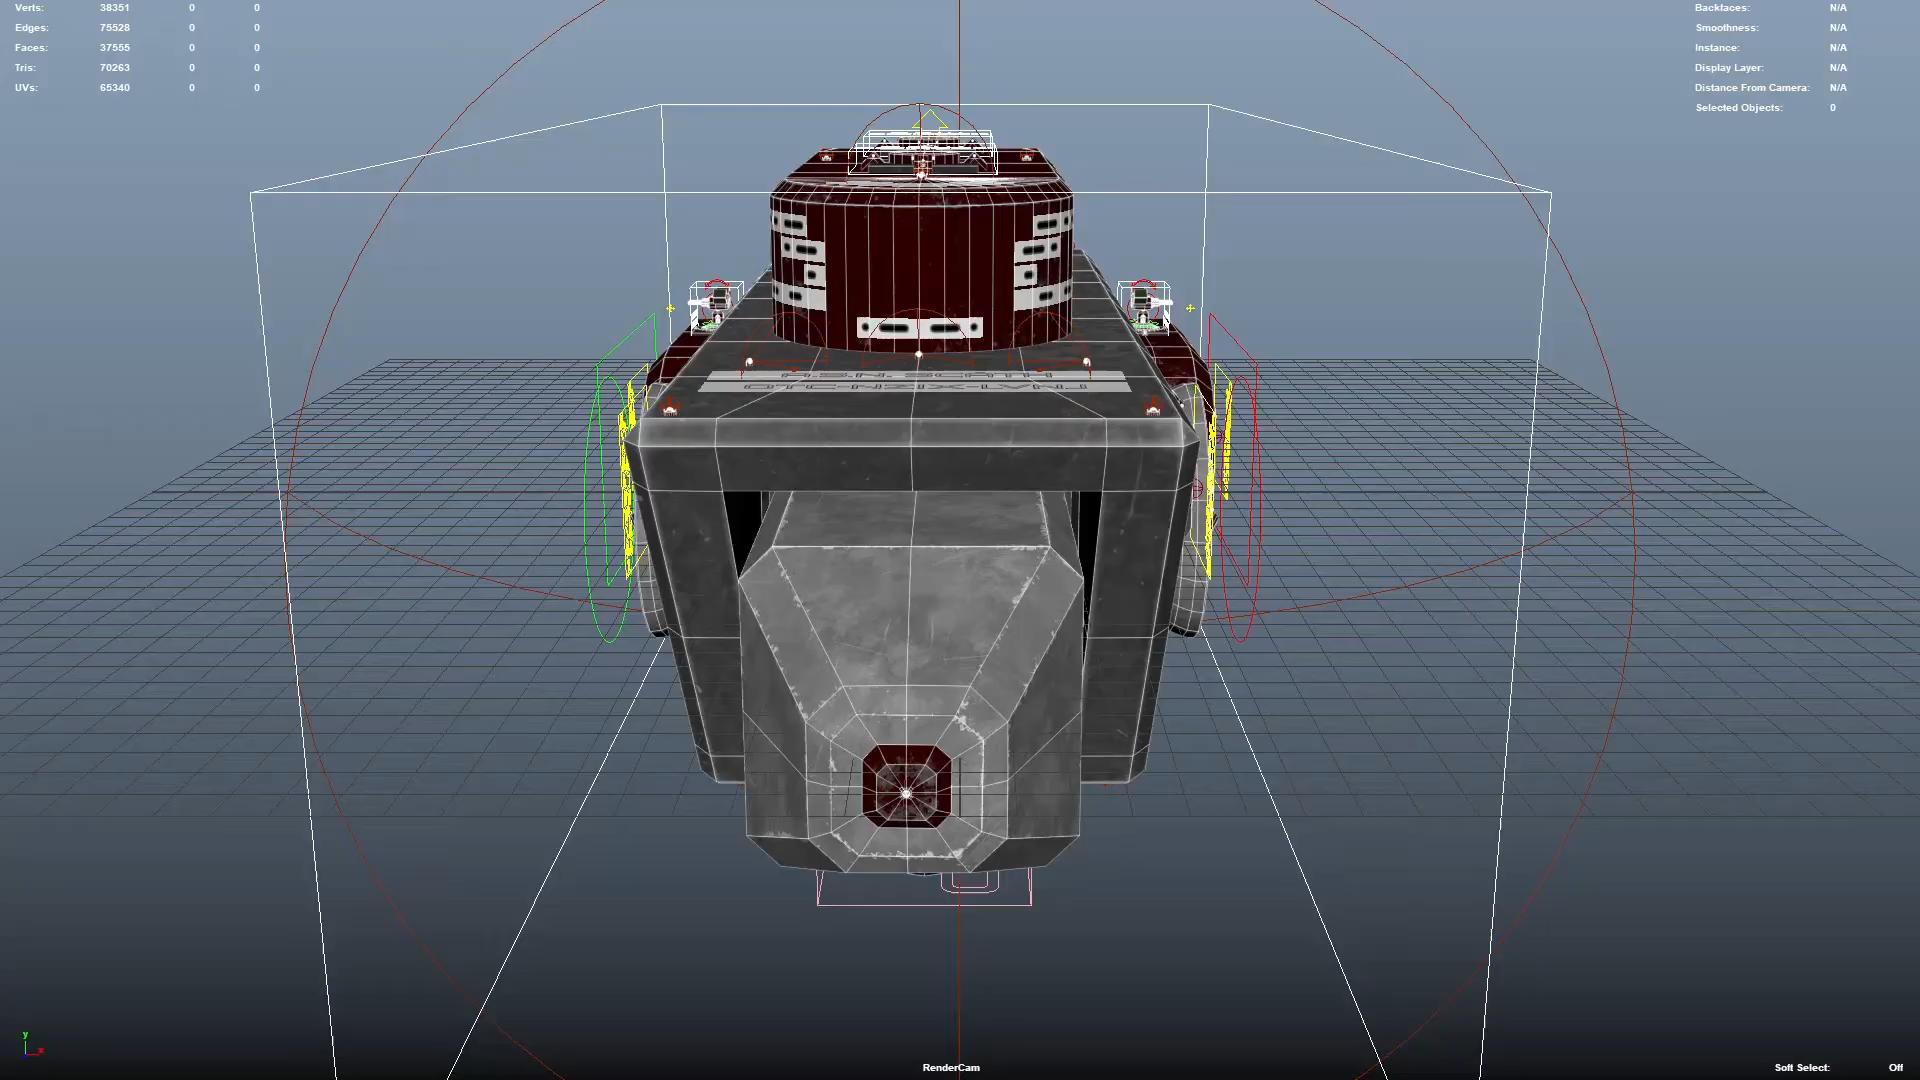 Verts: 38351 0 0
Edges: 75528 0 0
Faces: 37555 0 0
Tris: 70263 0 0
UVs: 65340 0 0
Backfaces: N/A
Smoothness: N/A
Instance: N/A
Display Layer: N/A
Distance From Camera: N/A
Selected Objects: 0
y
x
RenderCam
Soft Select: Off